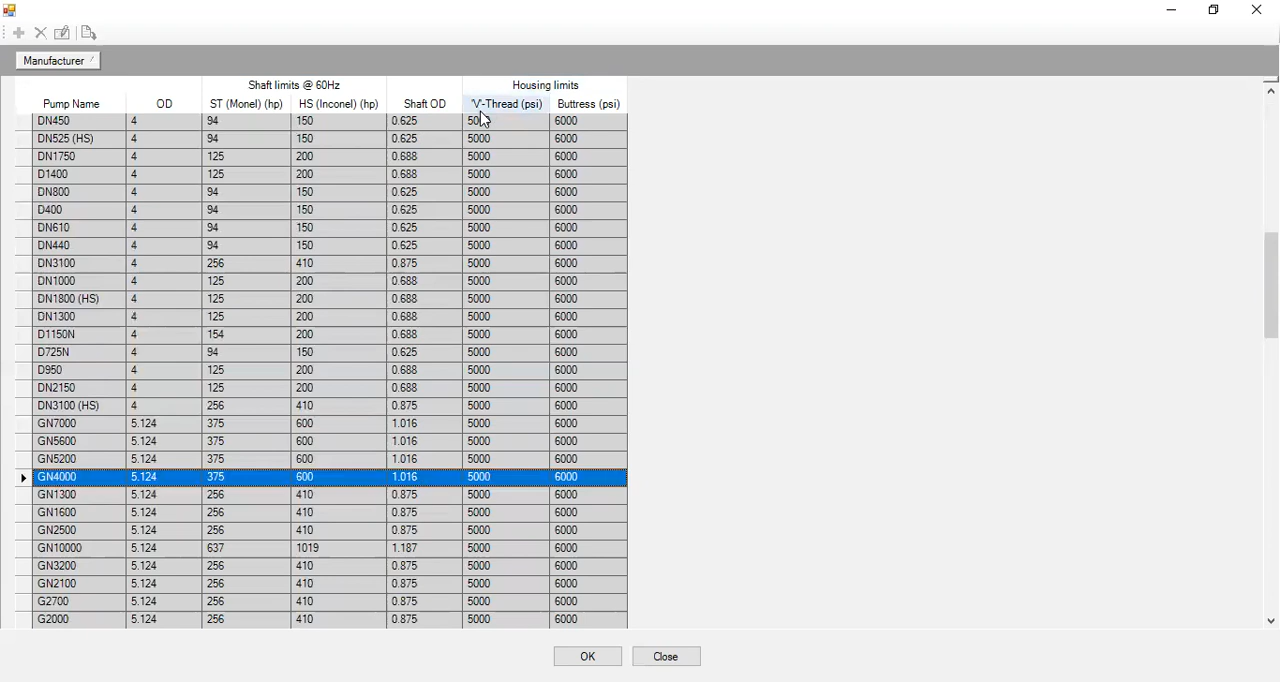 Manufacturer
Shaft limits @ 60Hz Housing limits
Pump Name OD ST (Monel) (hp) HS (Inconel) (hp) Shaft OD 'V'-Thread (psi) Buttress (psi)
DN450 4 94 150 0.625 5000 6000
DN525 (HS) 4 94 150 0.625 5000 6000
DN1750 4 125 200 0.688 5000 6000
D1400 4 125 200 0.688 5000 6000
DN800 4 94 150 0.625 5000 6000
D400 4 94 150 0.625 5000 6000
DN610 4 94 150 0.625 5000 6000
DN440 4 94 150 0.625 5000 6000
DN3100 4 256 410 0.875 5000 6000
DN1000 4 125 200 0.688 5000 6000
DN1800 (HS) 4 125 200 0.688 5000 6000
DN1300 4 125 200 0.688 5000 6000
D1150N 4 154 200 0.688 5000 6000
D725N 4 94 150 0.625 5000 6000
D950 4 125 200 0.688 5000 6000
DN2150 4 125 200 0.688 5000 6000
DN3100 (HS) 4 256 410 0.875 5000 6000
GN7000 5.124 375 600 1.016 5000 6000
GN5600 5.124 375 600 1.016 5000 6000
GN5200 5.124 375 600 1.016 5000 6000
GN4000 5.124 375 600 1.016 5000 6000
GN1300 5.124 256 410 0.875 5000 6000
GN1600 5.124 256 410 0.875 5000 6000
GN2500 5.124 256 410 0.875 5000 6000
GN10000 5.124 637 1019 1.187 5000 6000
GN3200 5.124 256 410 0.875 5000 6000
GN2100 5.124 256 410 0.875 5000 6000
G2700 5.124 256 410 0.875 5000 6000
G2000 5.124 256 410 0.875 5000 6000
OK Close